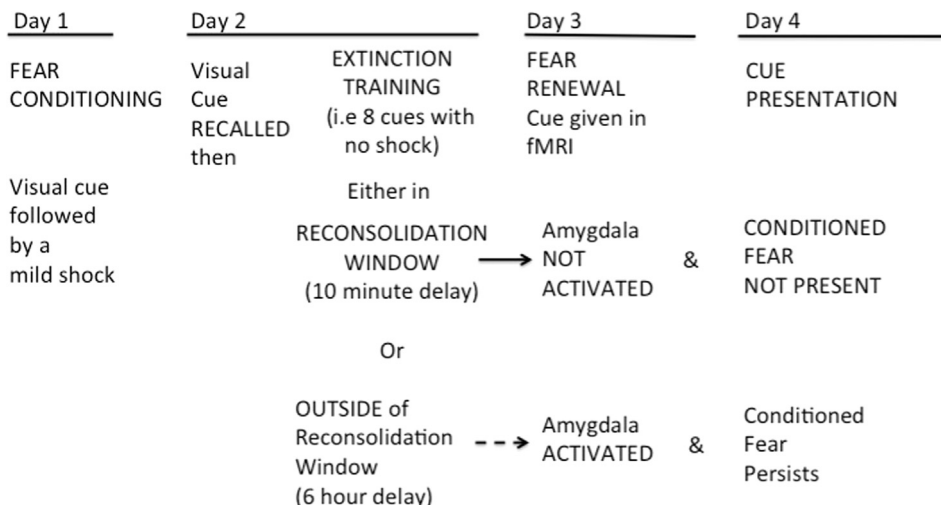 Day 1
Day 2
Day 3
Day 4
FEAR
CONDITIONING
Visual cue
followed
by a
mild shock
Visual
Cue
RECALLED
then
EXTINCTION
TRAINING
(i.e 8 cues with
no shock)
Either in
RECONSOLIDATION
WINDOW
(10 minute delay)
Or
OUTSIDE of
Reconsolidation
Window
(6 hour delay)
FEAR
RENEWAL
Cue given in
fMRI
Amygdala
NOT
ACTIVATED
&
Amygdala
ACTIVATED
&
CUE
PRESENTATION
CONDITIONED
FEAR
NOT PRESENT
Conditioned
Fear
Persists